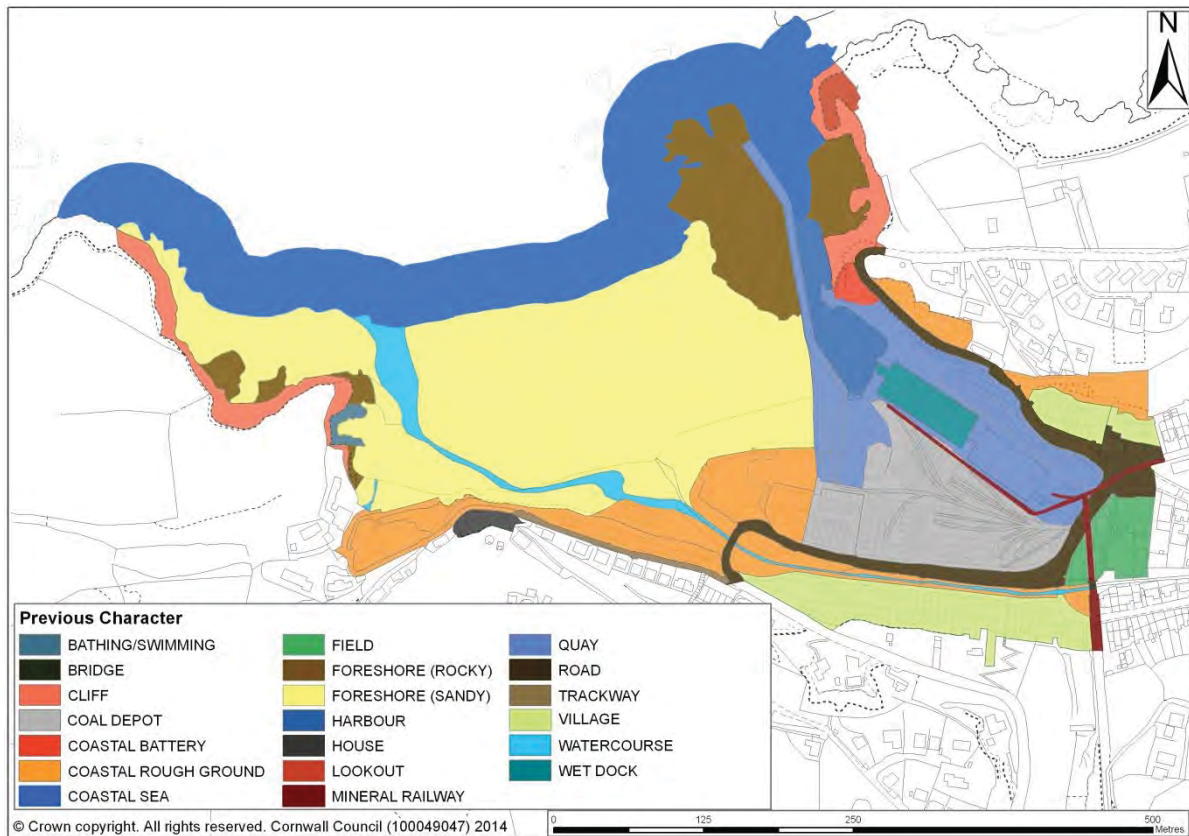 N
Previous Character
BATHING/SWIMMING
BRIDGE
CLIFF
COAL DEPOT
COASTAL BATTERY
COASTAL ROUGH GROUND
COASTAL SEA
FIELD
FORESHORE (ROCKY)
FORESHORE (SANDY)
HARBOUR
HOUSE
LOOKOUT
MINERAL RAILWAY
QUAY
ROAD
TRACKWAY
VILLAGE
WATERCOURSE
WET DOCK
© Crown copyright. All rights reserved. Cornwall Council (100049047) 2014
0 125 250 500
Metres